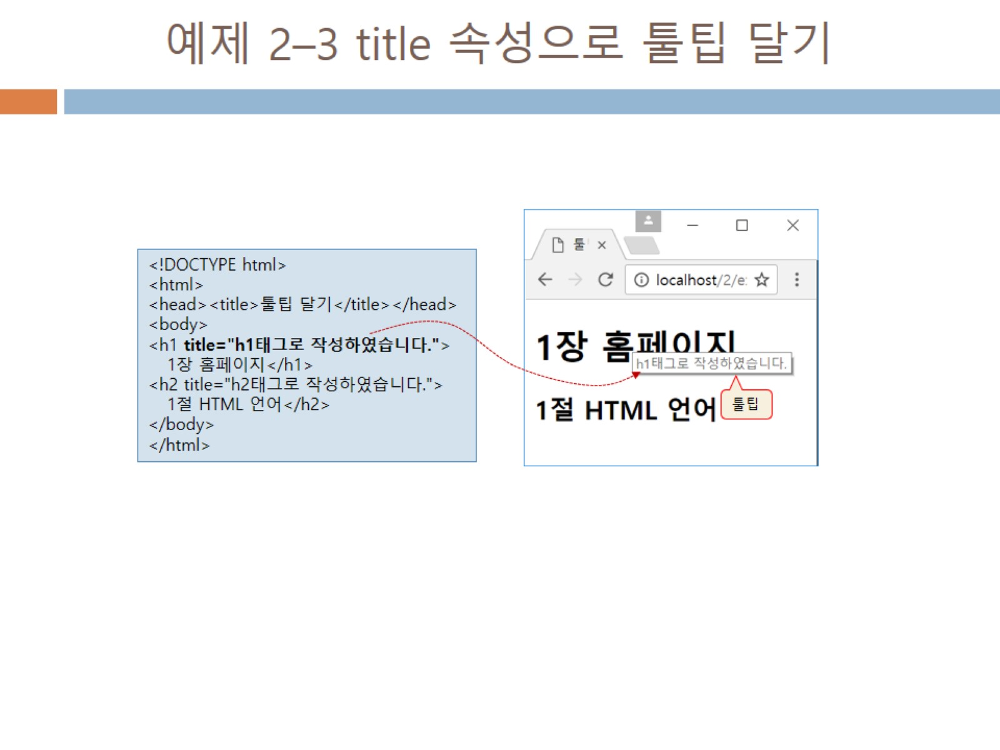 예제 2–3 title 속성으로 툴팁 달기
<!DOCTYPE html>
<html>
<head><title>툴팁 달기</title></head>
<body>
<h1 title="h1태그로 작성하였습니다.">
1장 홈페이지</h1>
<h2 title="h2태그로 작성하였습니다.">
1절 HTML 언어</h2>
</body>
</html>
툴
localhost/2/e
1장 홈페이지
h1태그로 작성하였습니다.
1절 HTML 언어
툴팁